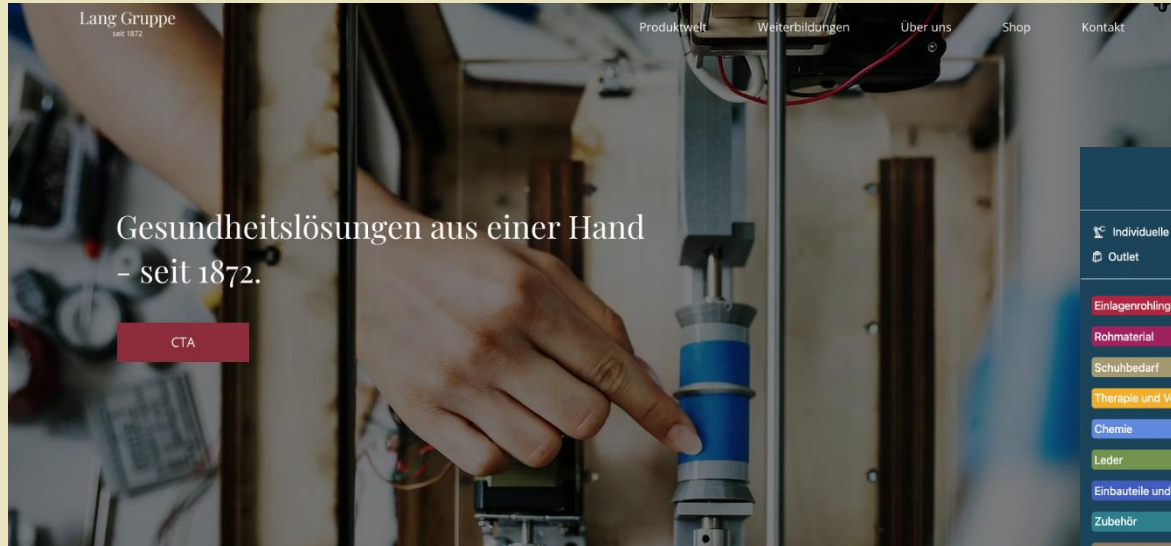 Lang Gruppe
seit 1872
Produktwelt Weiterbildungen Über uns Shop Kontakt
Gesundheitslösungen aus einer Hand
- seit 1872.
CTA
Individuelle
Outlet
Einlagenrohling
Rohmaterial
Schuhbedarf
Therapie und
Chemie
Leder
Einbauteile und
Zubehör